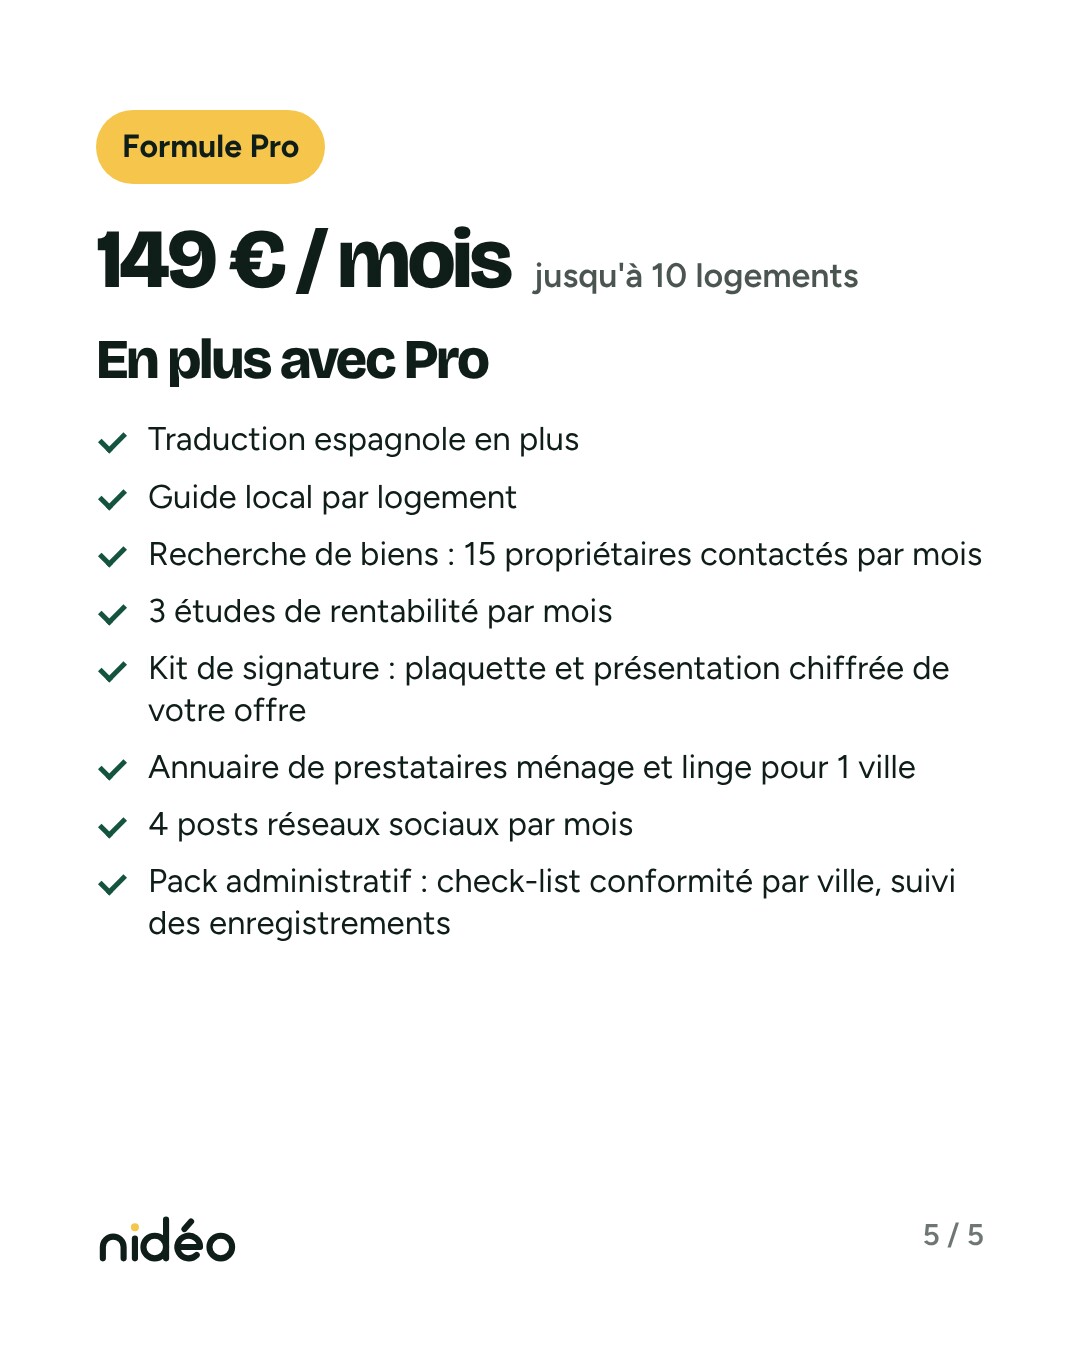 Formule Pro
149 € / mois jusqu'à 10 logements
En plus avec Pro
Traduction espagnole en plus
Guide local par logement
Recherche de biens : 15 propriétaires contactés par mois
3 études de rentabilité par mois
Kit de signature : plaquette et présentation chiffrée de
votre offre
Annuaire de prestataires ménage et linge pour 1 ville
4 posts réseaux sociaux par mois
Pack administratif : check-list conformité par ville, suivi
des enregistrements
nidéo
5 / 5